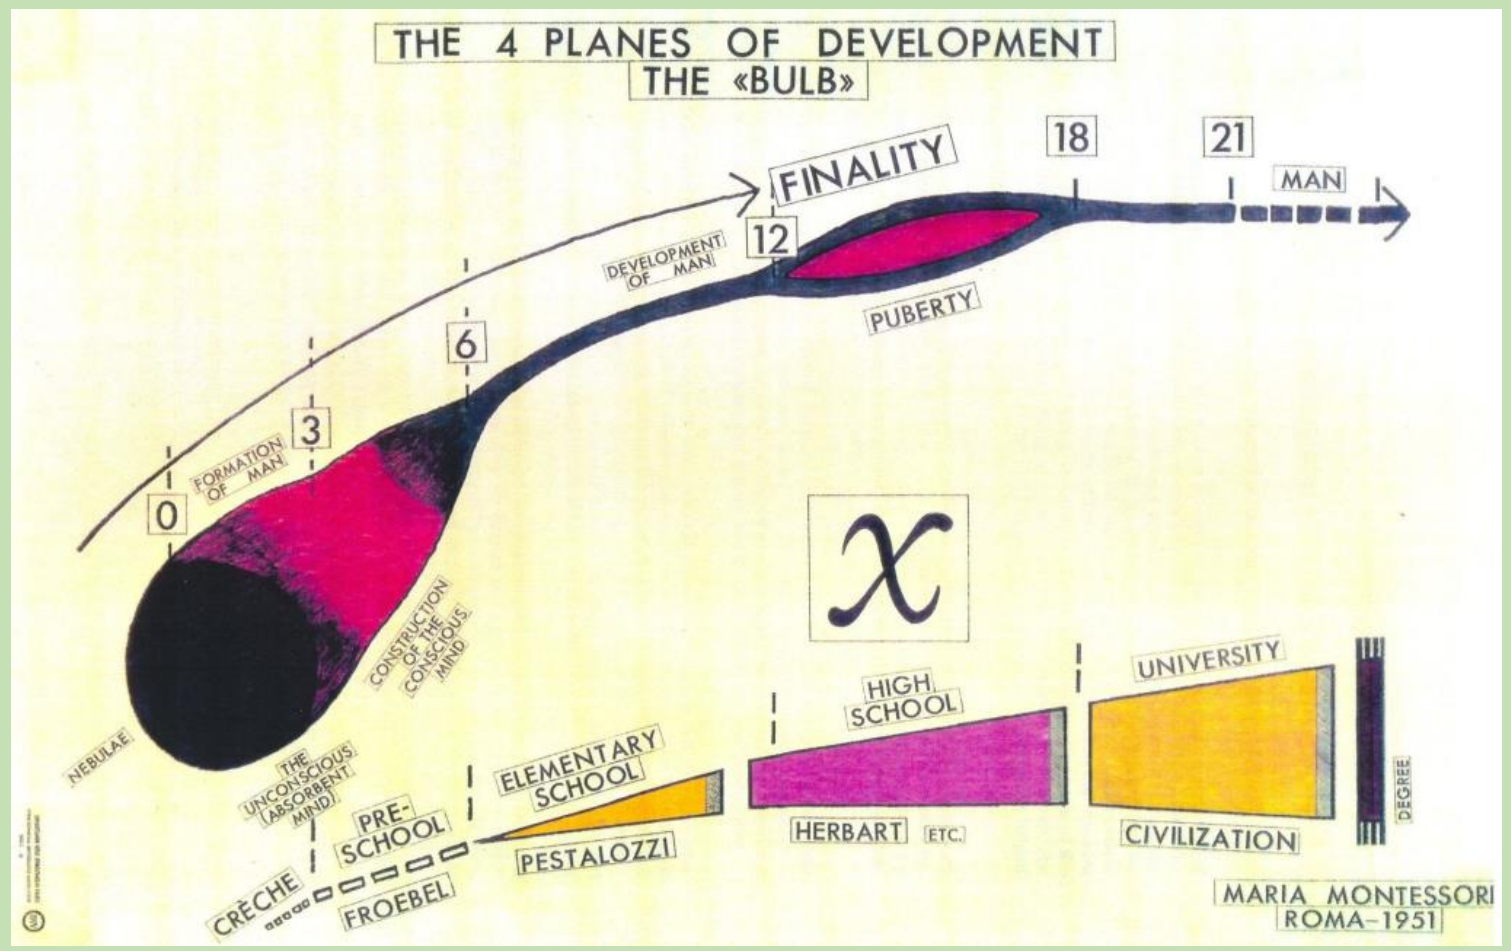 THE 4 PLANES OF DEVELOPMENT
THE «BULB»
FINALITY
18
21
MAN
12
DEVELOPMENT
OF MAN
PUBERTY
6
3
FORMATION
OF MAN
0
X
CONSTRUCTION
OF THE
CONSCIOUS
MIND
NEBULAE
THE
UNCONSCIOUS
(ABSORBENT
MIND)
UNIVERSITY
HIGH
SCHOOL
ELEMENTARY
SCHOOL
PRE-
SCHOOL
CRÈCHE
FROEBEL
PESTALOZZI
HERBART ETC.
CIVILIZATION
DEGREE
MARIA MONTESSORI
ROMA-1951